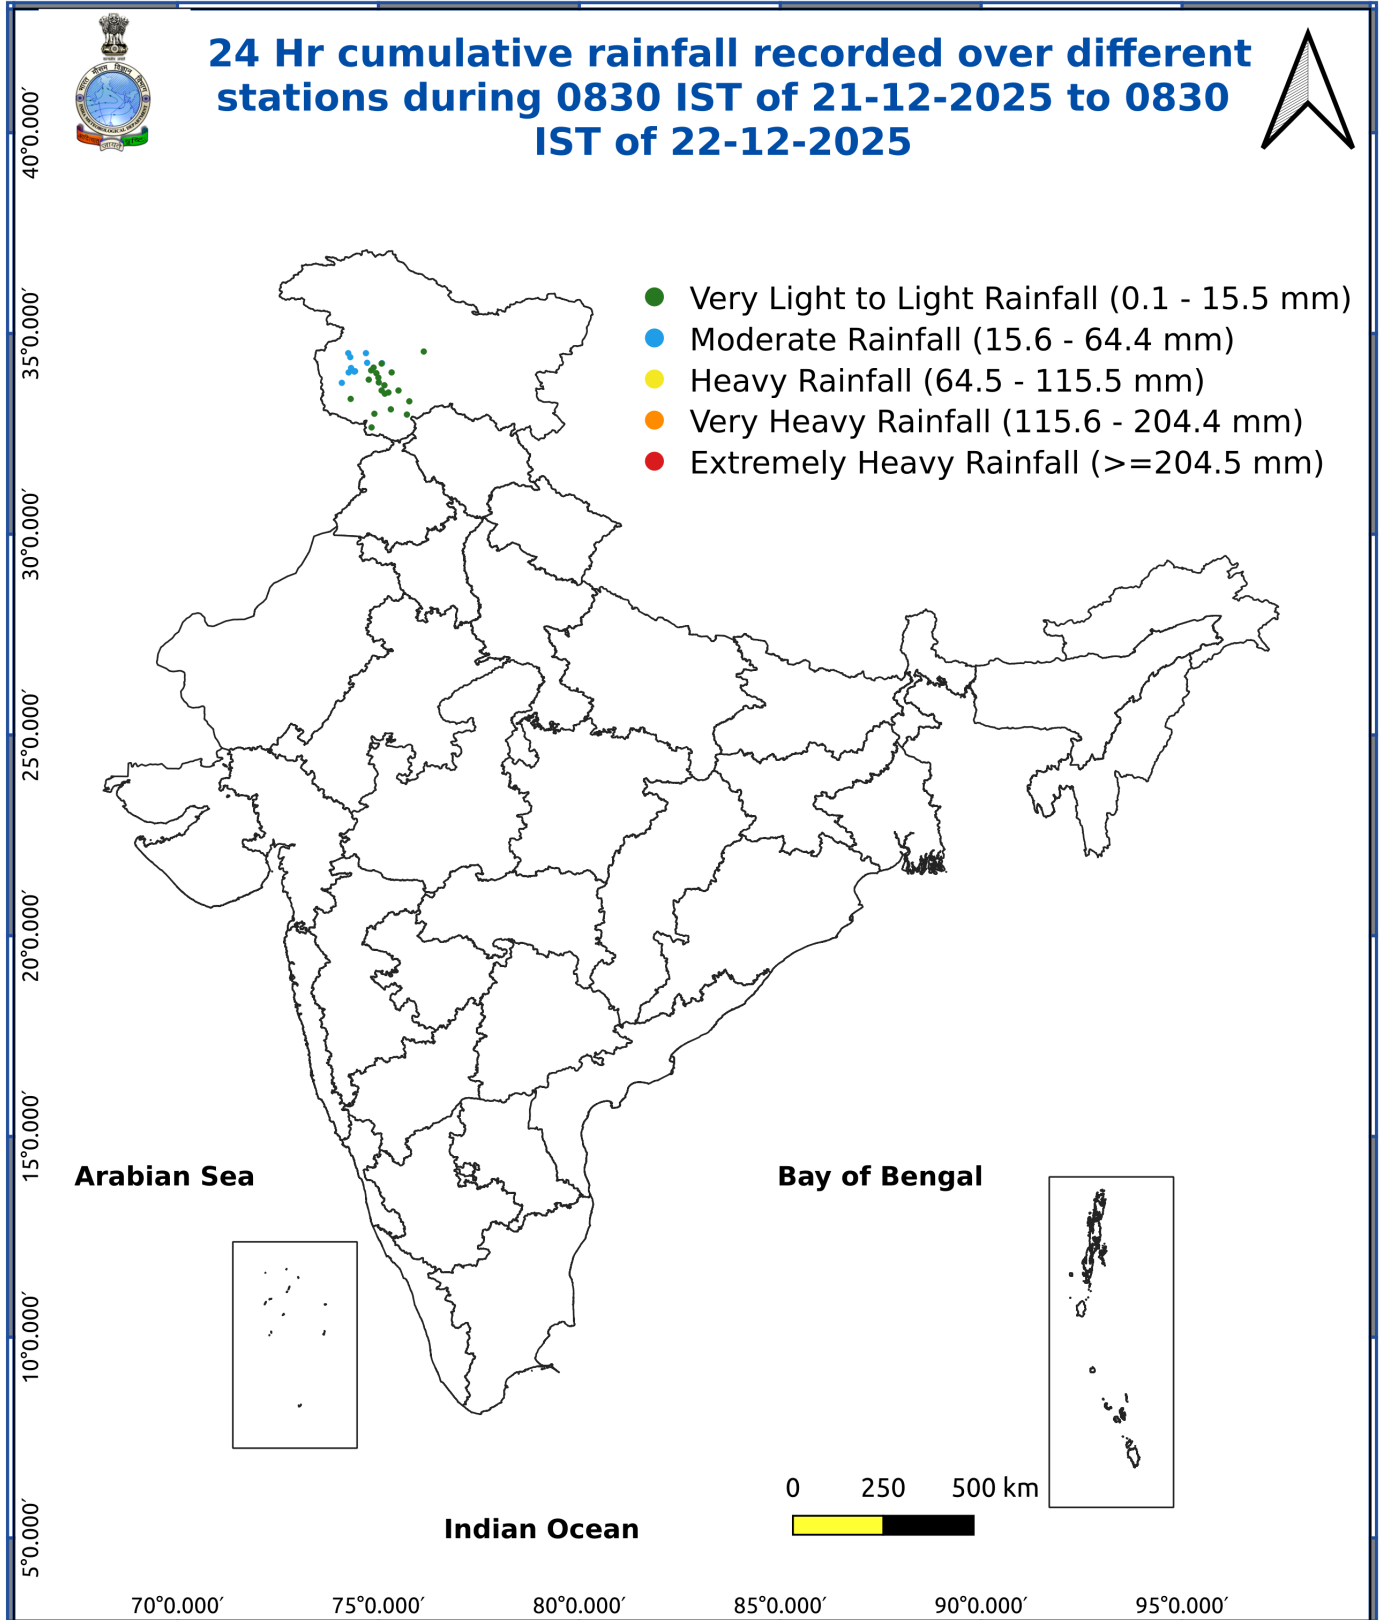 24 Hr cumulative rainfall recorded over different
stations during 0830 IST of 21-12-2025 to 0830
IST of 22-12-2025
Very Light to Light Rainfall (0.1 - 15.5 mm)
Moderate Rainfall (15.6 - 64.4 mm)
Heavy Rainfall (64.5 - 115.5 mm)
Very Heavy Rainfall (115.6 - 204.4 mm)
Extremely Heavy Rainfall (>=204.5 mm)
40°0.000′
35°0.000′
30°0.000′
25°0.000′
20°0.000′
15°0.000′
10°0.000′
5°0.000′
Arabian Sea
Bay of Bengal
0 250 500 km
Indian Ocean
70°0.000′ 75°0.000′ 80°0.000′ 85°0.000′ 90°0.000′ 95°0.000′